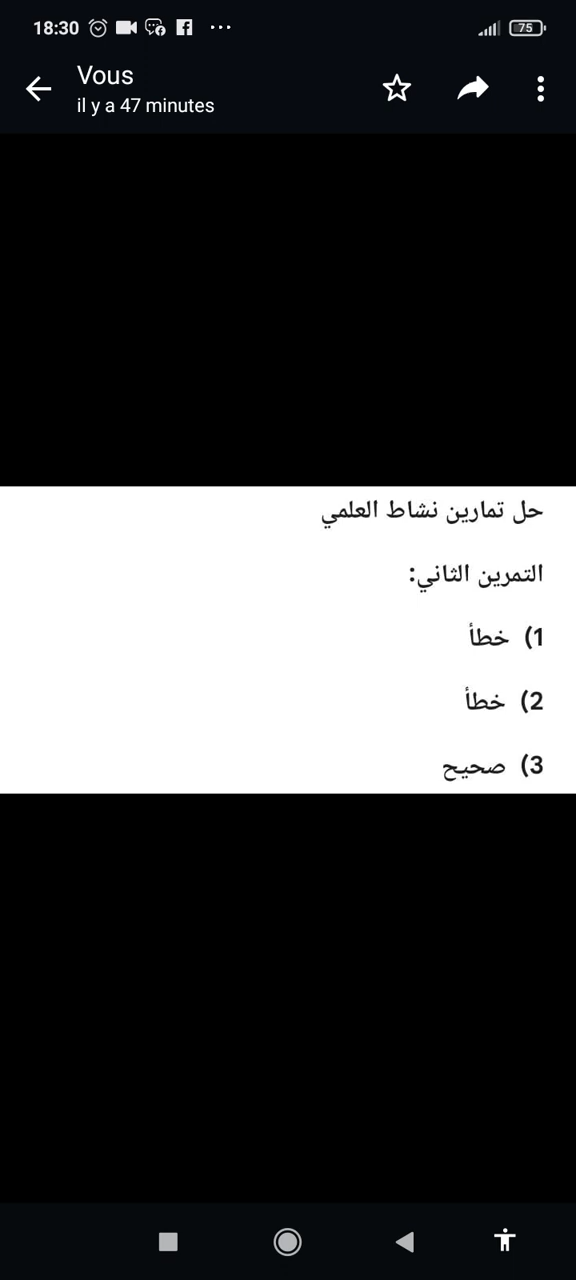 18:30 ... 75
Vous
il y a 47 minutes
حل تمارين نشاط العلمي
التمرين الثاني:
1) خطأ
2) خطأ
3) صحيح